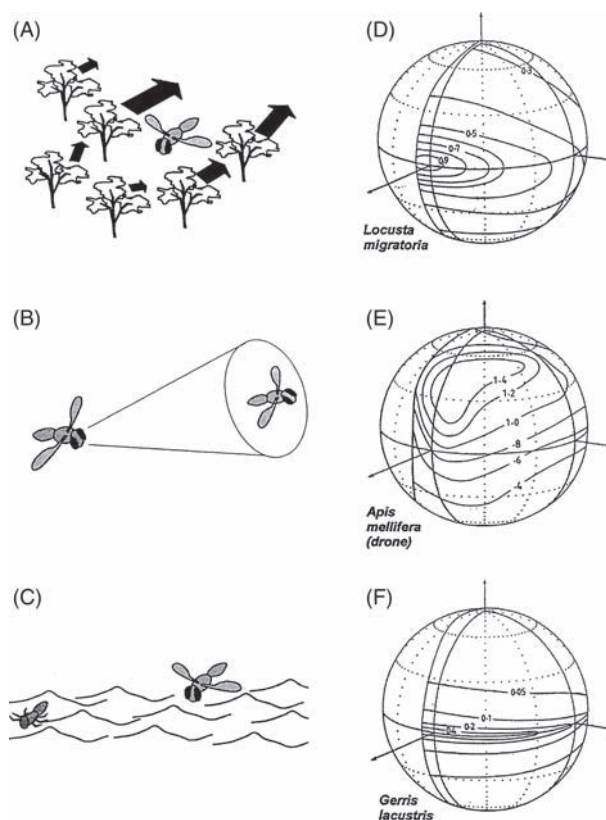 (A)
(D)
0·3
0·5
0·7
0·9
Locusta
migratoria
(B)
(E)
1·4
1·2
1·0
·8
·6
·4
Apis
mellifera
(drone)
(C)
(F)
0·05
0·1
0·2
0·4
Gerris
lacustris